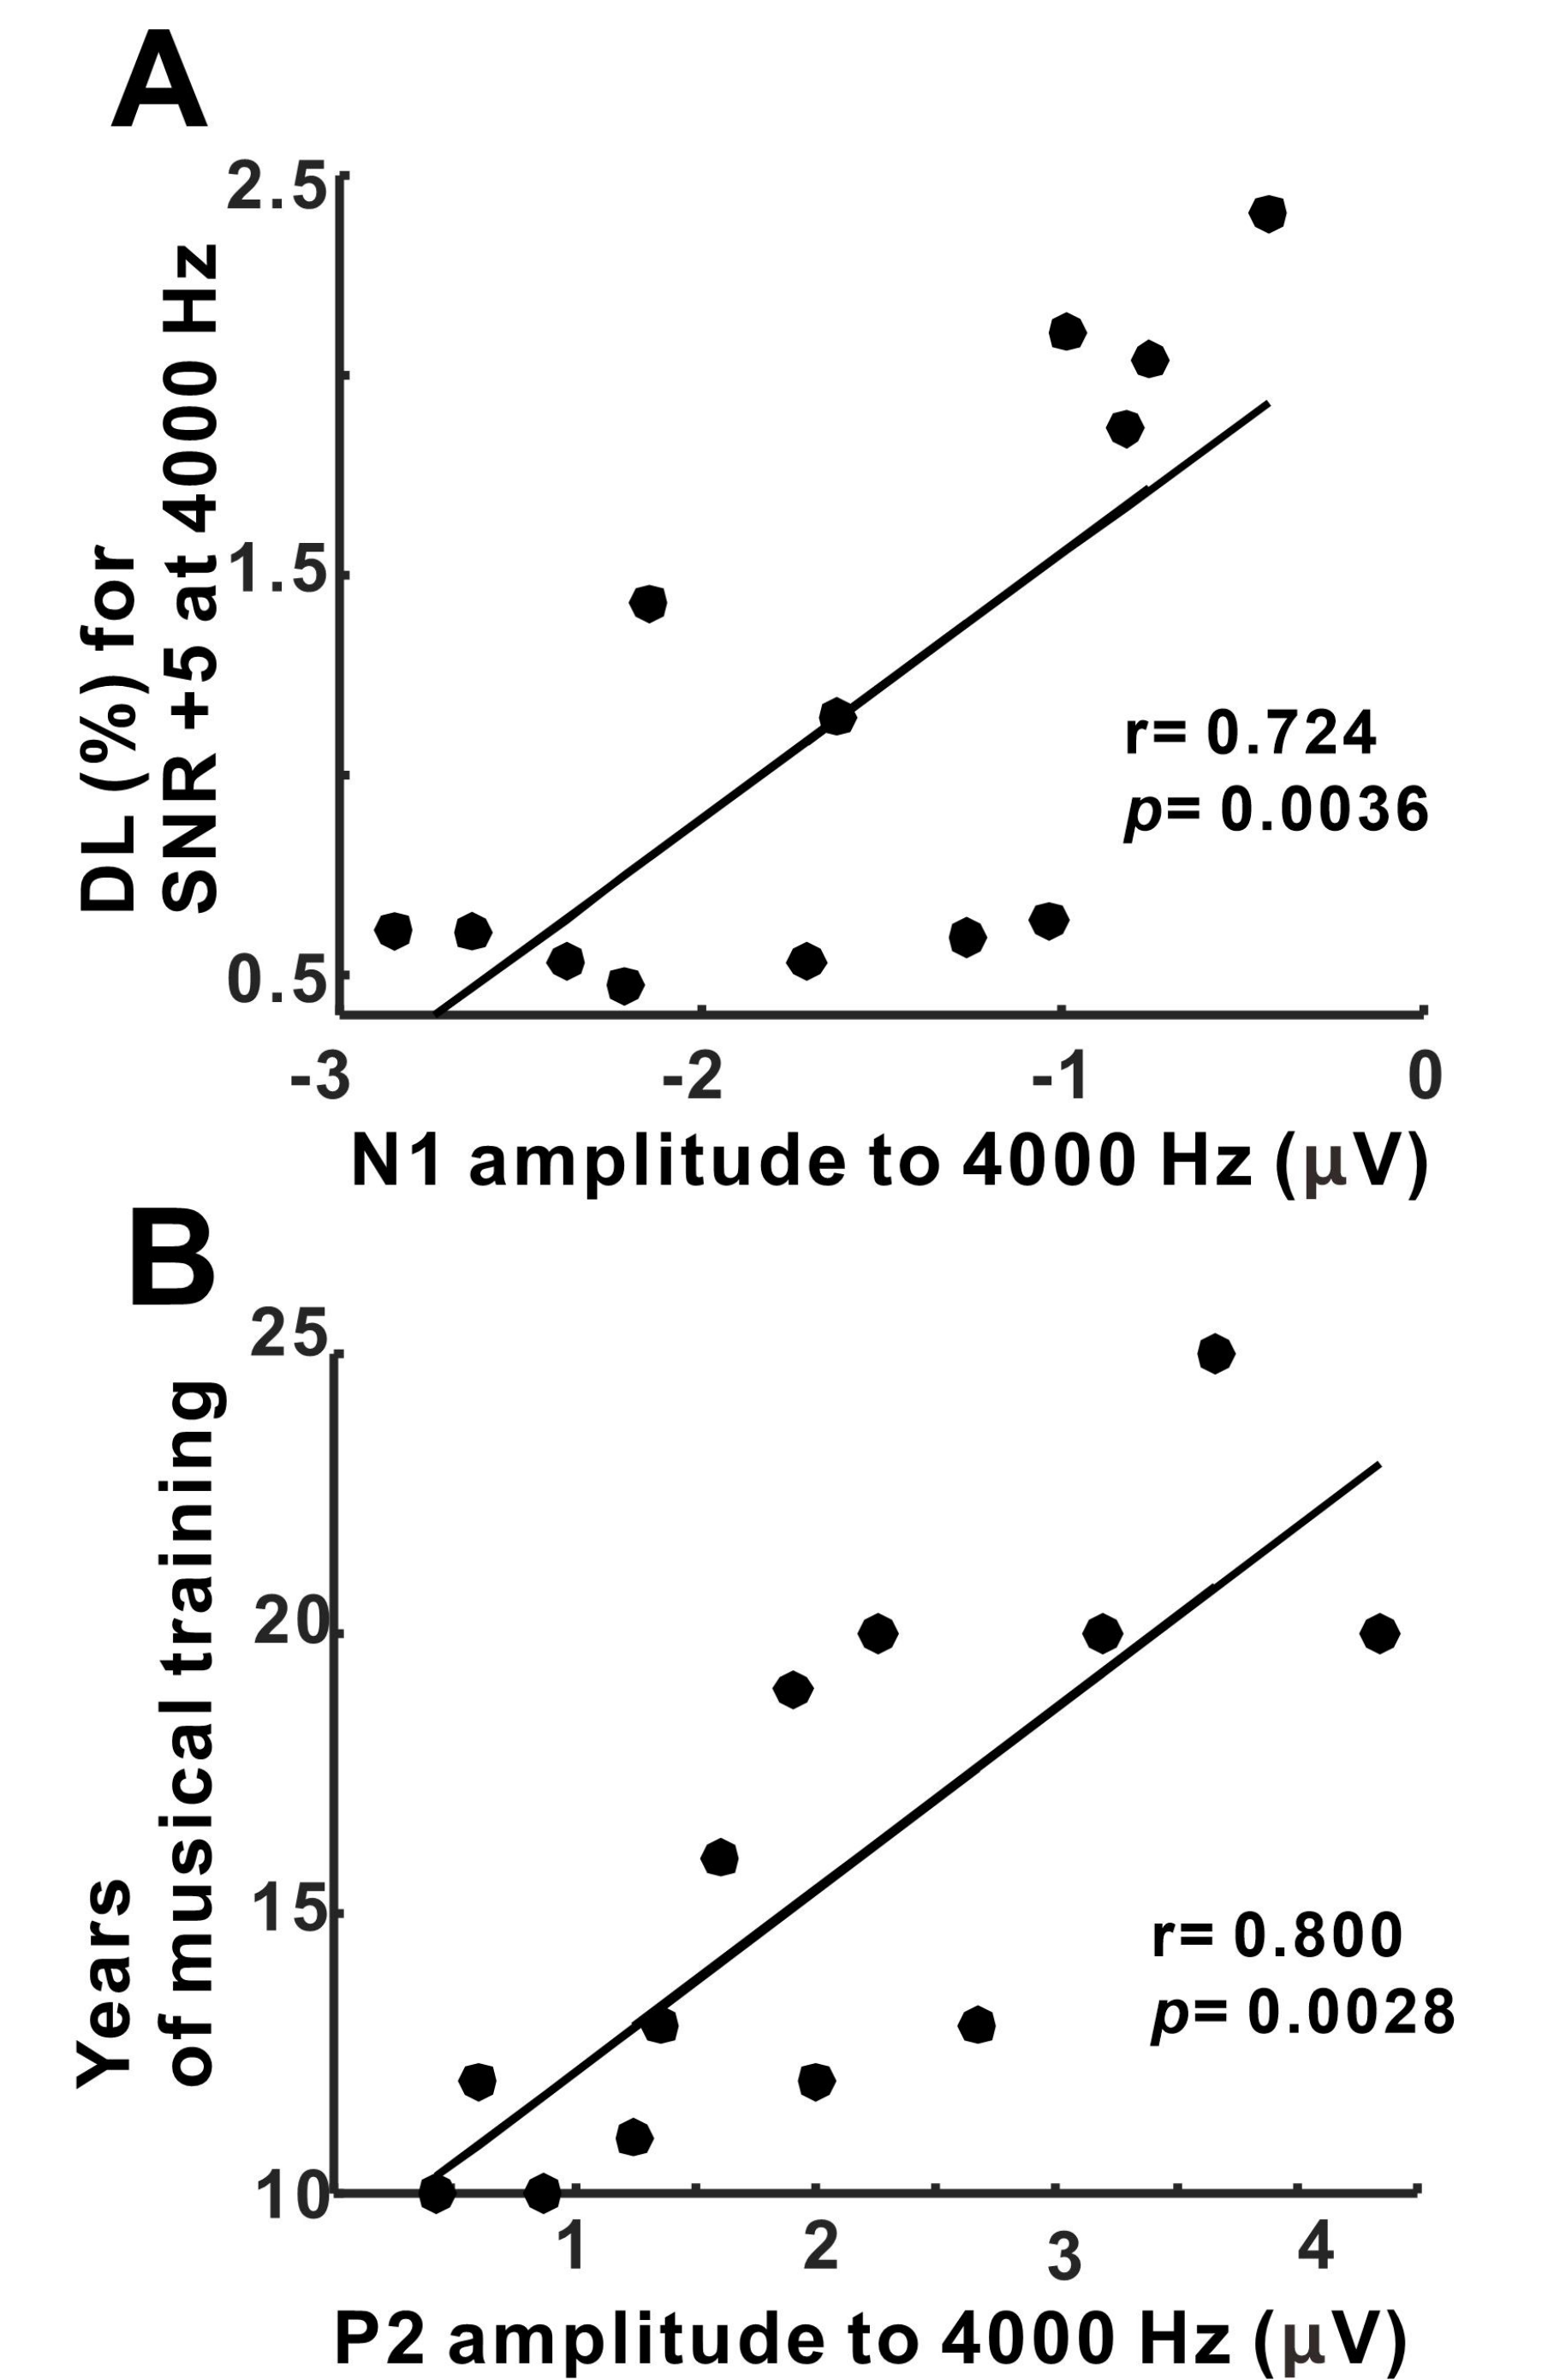 A
2.5
1.5
0.5
DL (%) for
SNR +5 at 4000 Hz
r= 0.724
p= 0.0036
-3 -2 -1 0
N1 amplitude to 4000 Hz (μV)
B
25
20
15
10
Years
of musical training
r= 0.800
p= 0.0028
1 2 3 4
P2 amplitude to 4000 Hz (μV)